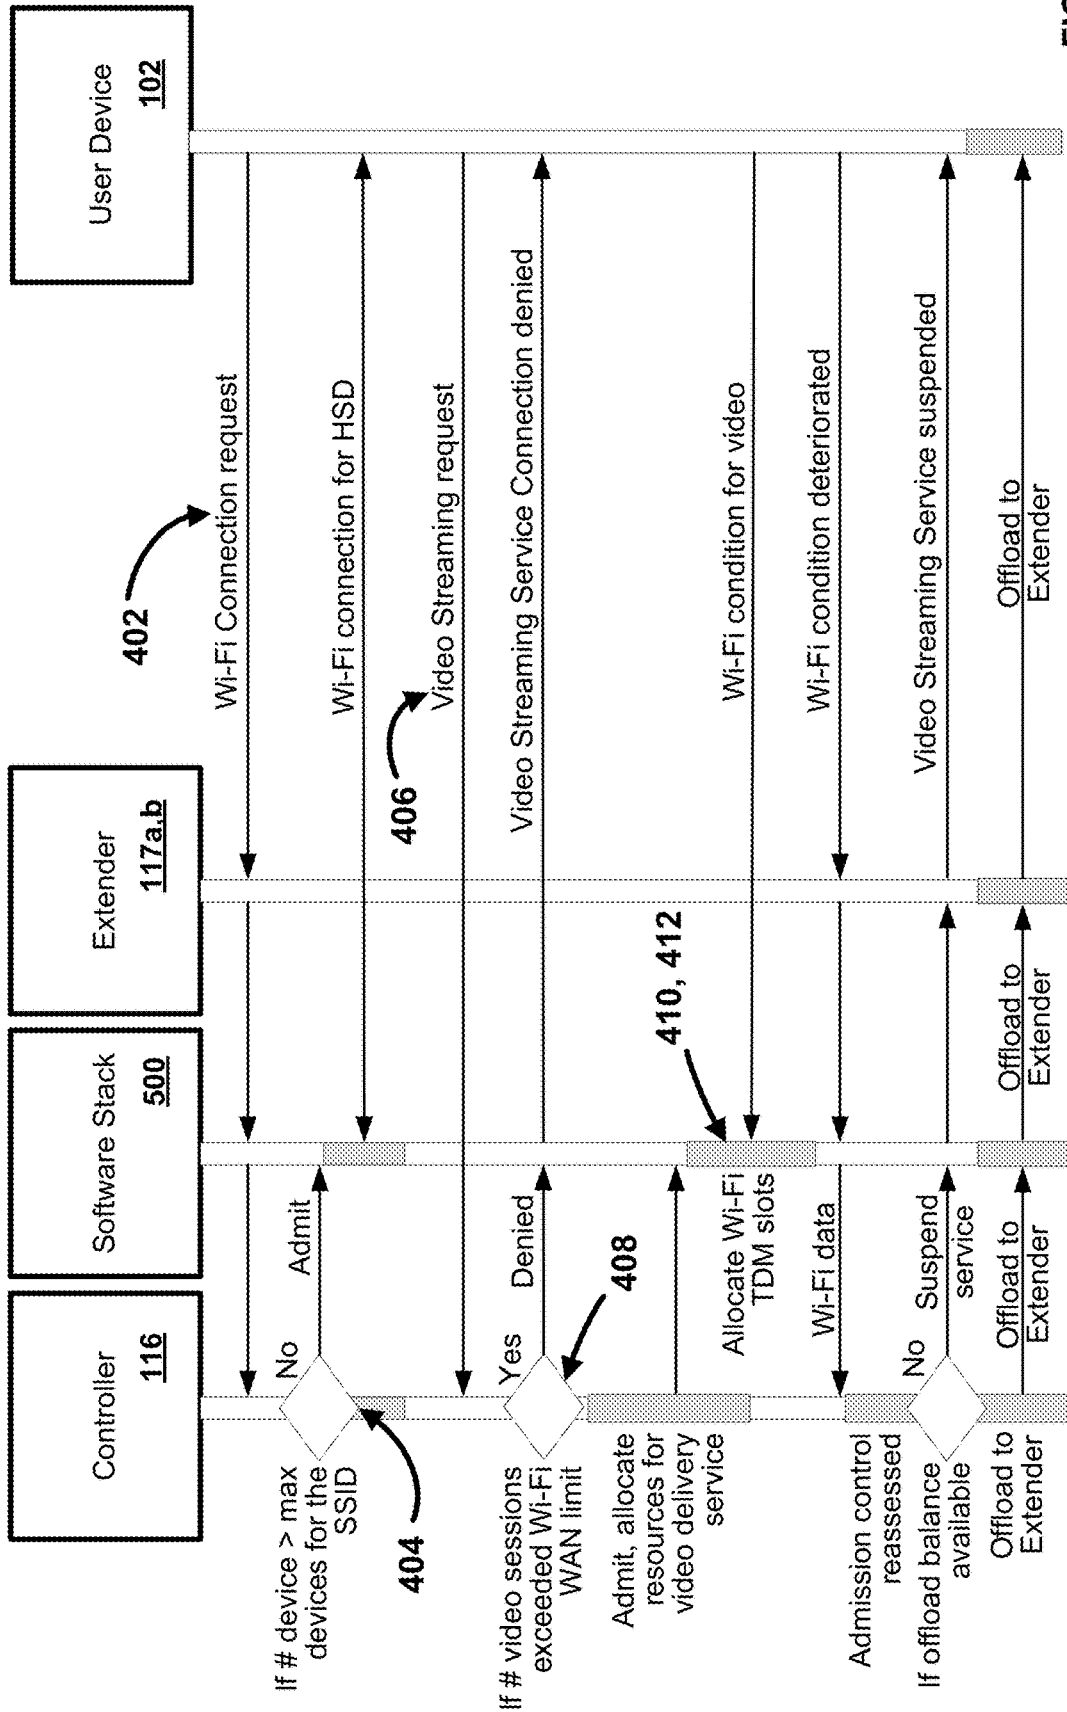 Controller
116
Software Stack
500
Extender
117a,b
User Device
102
402
Wi-Fi Connection request
If # device > max
devices for the
SSID
No
Admit
404
Wi-Fi connection for HSD
406
Video Streaming request
If # video sessions
exceeded Wi-Fi
WAN limit
Yes
Denied
408
Video Streaming Service Connection denied
Admit, allocate
resources for
video delivery
service
410, 412
Allocate Wi-Fi
TDM slots
Wi-Fi condition for video
Wi-Fi data
Wi-Fi condition deteriorated
Admission control
reassessed
If offload balance
available
No
Suspend
service
Video Streaming Service suspended
Offload to
Extender
Offload to
Extender
Offload to
Extender
Offload to
Extender